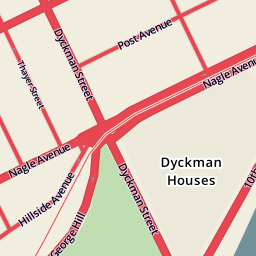 Post Avenue
Dyckman Street
Thayer Street
Nagle Avenue
Nagle Avenue
Dyckman
Houses
Hillside Avenue
Dyckman Street
George Hill
10th